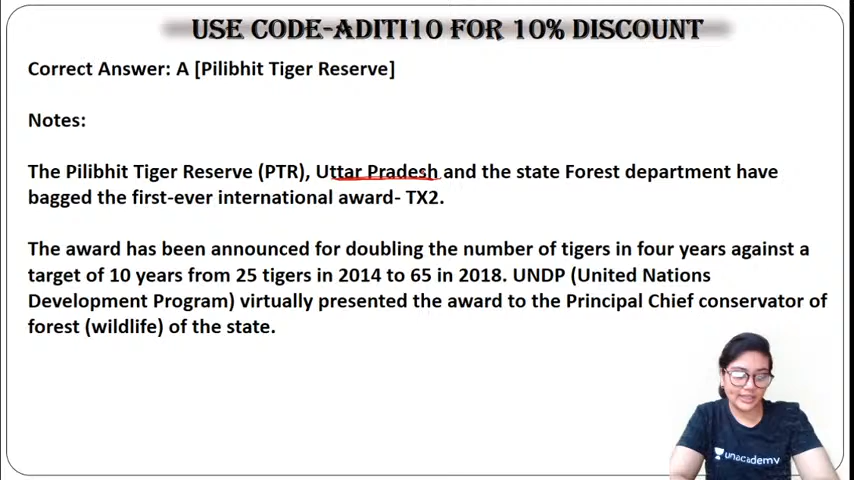 USE CODE-ADITI10 FOR 10% DISCOUNT
Correct Answer: A [Pilibhit Tiger Reserve]
Notes:
The Pilibhit Tiger Reserve (PTR), Uttar Pradesh and the state Forest department have
bagged the first-ever international award- TX2.
The award has been announced for doubling the number of tigers in four years against a
target of 10 years from 25 tigers in 2014 to 65 in 2018. UNDP (United Nations
Development Program) virtually presented the award to the Principal Chief conservator of
forest (wildlife) of the state.
unacademy